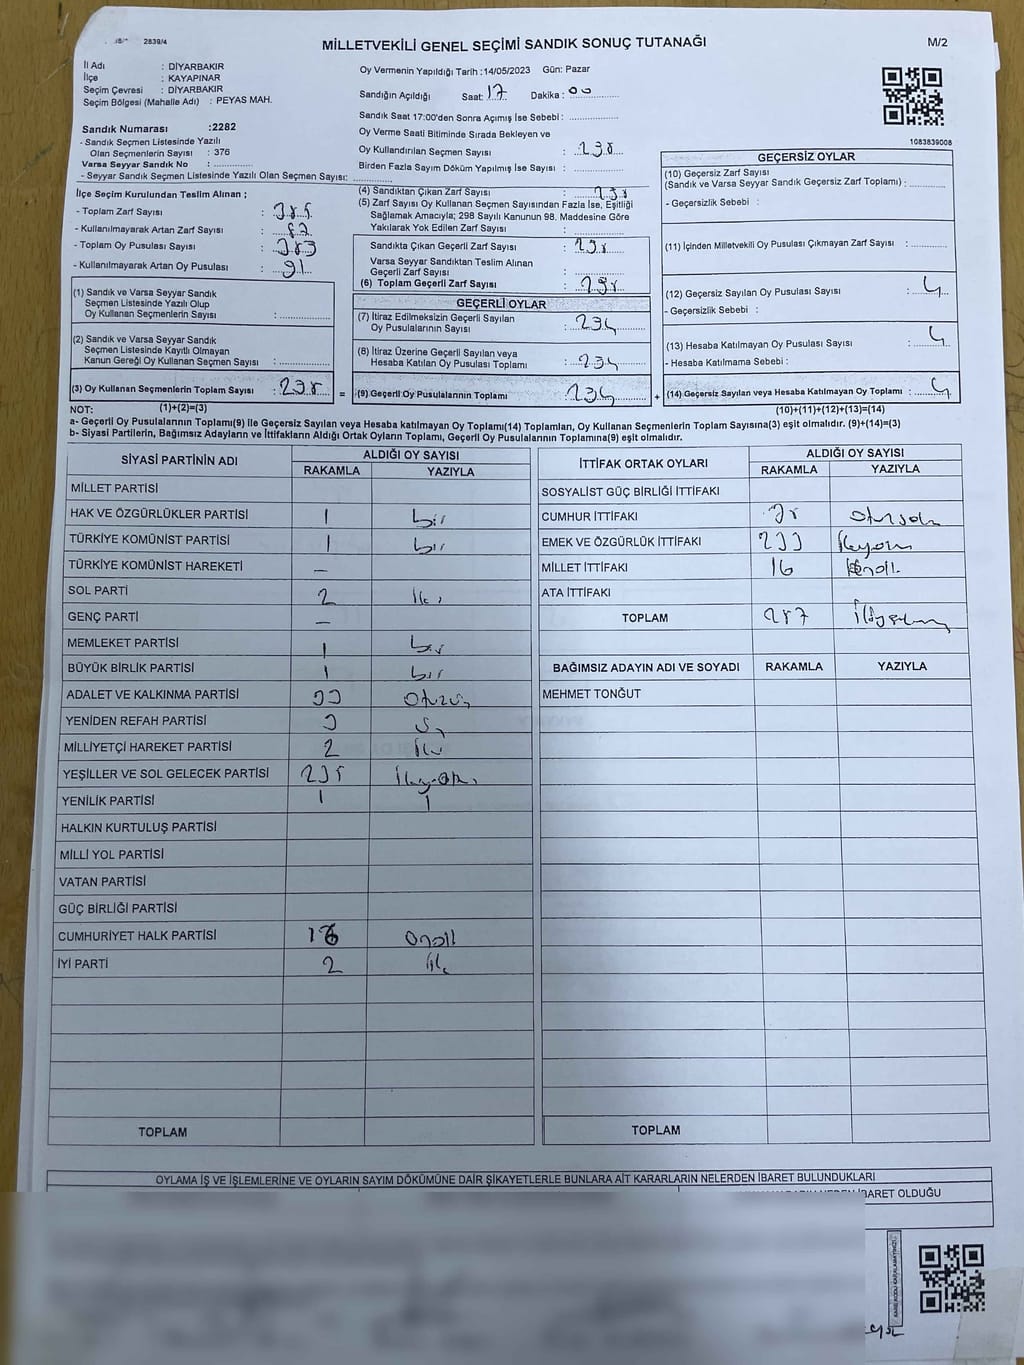 2839/4
MİLLETVEKİLİ GENEL SEÇİMİ SANDIK SONUÇ TUTANAĞI
M/2
İl Adı : DİYARBAKIR
İlçe : KAYAPINAR
Seçim Çevresi : DİYARBAKIR
Seçim Bölgesi (Mahalle Adı) : PEYAS MAH.
Sandık Numarası :2282
- Sandık Seçmen Listesinde Yazılı
Olan Seçmenlerin Sayısı : 376
Varsa Seyyar Sandık No :
- Seyyar Sandık Seçmen Listesinde Yazılı Olan Seçmen Sayısı:
Oy Vermenin Yapıldığı Tarih :14/05/2023 Gün: Pazar
Sandığın Açıldığı Saat: 17 Dakika : 00
Sandık Saat 17:00'den Sonra Açımış İse Sebebi :
Oy Verme Saati Bitiminde Sırada Bekleyen ve
Oy Kullandırılan Seçmen Sayısı :
Birden Fazla Sayım Döküm Yapılmış İse Sayısı :
1083839008
İlçe Seçim Kurulundan Teslim Alınan ;
- Toplam Zarf Sayısı :
- Kullanılmayarak Artan Zarf Sayısı :
- Toplam Oy Pusulası Sayısı : 383
- Kullanılmayarak Artan Oy Pusulası : 91
(1) Sandık ve Varsa Seyyar Sandık
Seçmen Listesinde Yazılı Olup
Oy Kullanan Seçmenlerin Sayısı :
(2) Sandık ve Varsa Seyyar Sandık
Seçmen Listesinde Kayıtlı Olmayan
Kanun Gereği Oy Kullanan Seçmen Sayısı :
(3) Oy Kullanan Seçmenlerin Toplam Sayısı :
(1)+(2)=(3)
(4) Sandıktan Çıkan Zarf Sayısı :
(5) Zarf Sayısı Oy Kullanan Seçmen Sayısından Fazla İse, Eşitliği
Sağlamak Amacıyla; 298 Sayılı Kanunun 98. Maddesine Göre
Yakılarak Yok Edilen Zarf Sayısı :
Sandıkta Çıkan Geçerli Zarf Sayısı :
Varsa Seyyar Sandıktan Teslim Alınan
Geçerli Zarf Sayısı :
(6) Toplam Geçerli Zarf Sayısı :
GEÇERLİ OYLAR
(7) İtiraz Edilmeksizin Geçerli Sayılan
Oy Pusulalarının Sayısı : 234
(8) İtiraz Üzerine Geçerli Sayılan veya
Hesaba Katılan Oy Pusulası Toplamı : 234
= (9) Geçerli Oy Pusulalarının Toplamı 234 +
GEÇERSİZ OYLAR
(10) Geçersiz Zarf Sayısı
(Sandık ve Varsa Seyyar Sandık Geçersiz Zarf Toplamı) :
- Geçersizlik Sebebi :
(11) İçinden Milletvekili Oy Pusulası Çıkmayan Zarf Sayısı :
(12) Geçersiz Sayılan Oy Pusulası Sayısı : 4
- Geçersizlik Sebebi :
(13) Hesaba Katılmayan Oy Pusulası Sayısı : 4
- Hesaba Katılmama Sebebi :
(14) Geçersiz Sayılan veya Hesaba Katılmayan Oy Toplamı : 4
(10)+(11)+(12)+(13)=(14)
NOT:
a- Geçerli Oy Pusulalarının Toplamı(9) ile Geçersiz Sayılan veya Hesaba Katılmayan Oy Toplamı(14) Toplamları, Oy Kullanan Seçmenlerin Toplam Sayısına(3) eşit olmalıdır. (9)+(14)=(3)
b- Siyasi Partilerin, Bağımsız Adayların ve İttifakların Aldığı Ortak Oyların Toplamı, Geçerli Oy Pusulalarının Toplamına(9) eşit olmalıdır.
SİYASİ PARTİNİN ADI
ALDIĞI OY SAYISI
RAKAMLA YAZIYLA
MİLLET PARTİSİ
HAK VE ÖZGÜRLÜKLER PARTİSİ 1 bir
TÜRKİYE KOMÜNİST PARTİSİ 1 bir
TÜRKİYE KOMÜNİST HAREKETİ —
SOL PARTİ 2 iki
GENÇ PARTİ —
MEMLEKET PARTİSİ 1 bir
BÜYÜK BİRLİK PARTİSİ 1 bir
ADALET VE KALKINMA PARTİSİ 33
YENİDEN REFAH PARTİSİ 3 üç
MİLLİYETÇİ HAREKET PARTİSİ 2 iki
YEŞİLLER VE SOL GELECEK PARTİSİ
YENİLİK PARTİSİ 1 1
HALKIN KURTULUŞ PARTİSİ
MİLLİ YOL PARTİSİ
VATAN PARTİSİ
GÜÇ BİRLİĞİ PARTİSİ
CUMHURİYET HALK PARTİSİ 16 Onaltı
İYİ PARTİ 2 iki
TOPLAM
İTTİFAK ORTAK OYLARI
ALDIĞI OY SAYISI
RAKAMLA YAZIYLA
SOSYALİST GÜÇ BİRLİĞİ İTTİFAKI
CUMHUR İTTİFAKI
EMEK VE ÖZGÜRLÜK İTTİFAKI 233
MİLLET İTTİFAKI 16
ATA İTTİFAKI
TOPLAM
BAĞIMSIZ ADAYIN ADI VE SOYADI RAKAMLA YAZIYLA
MEHMET TONĞUT
TOPLAM
OYLAMA İŞ VE İŞLEMLERİNE VE OYLARIN SAYIM DÖKÜMÜNE DAİR ŞİKAYETLERLE BUNLARA AİT KARARLARIN NELERDEN İBARET BULUNDUKLARI
İBARET OLDUĞU